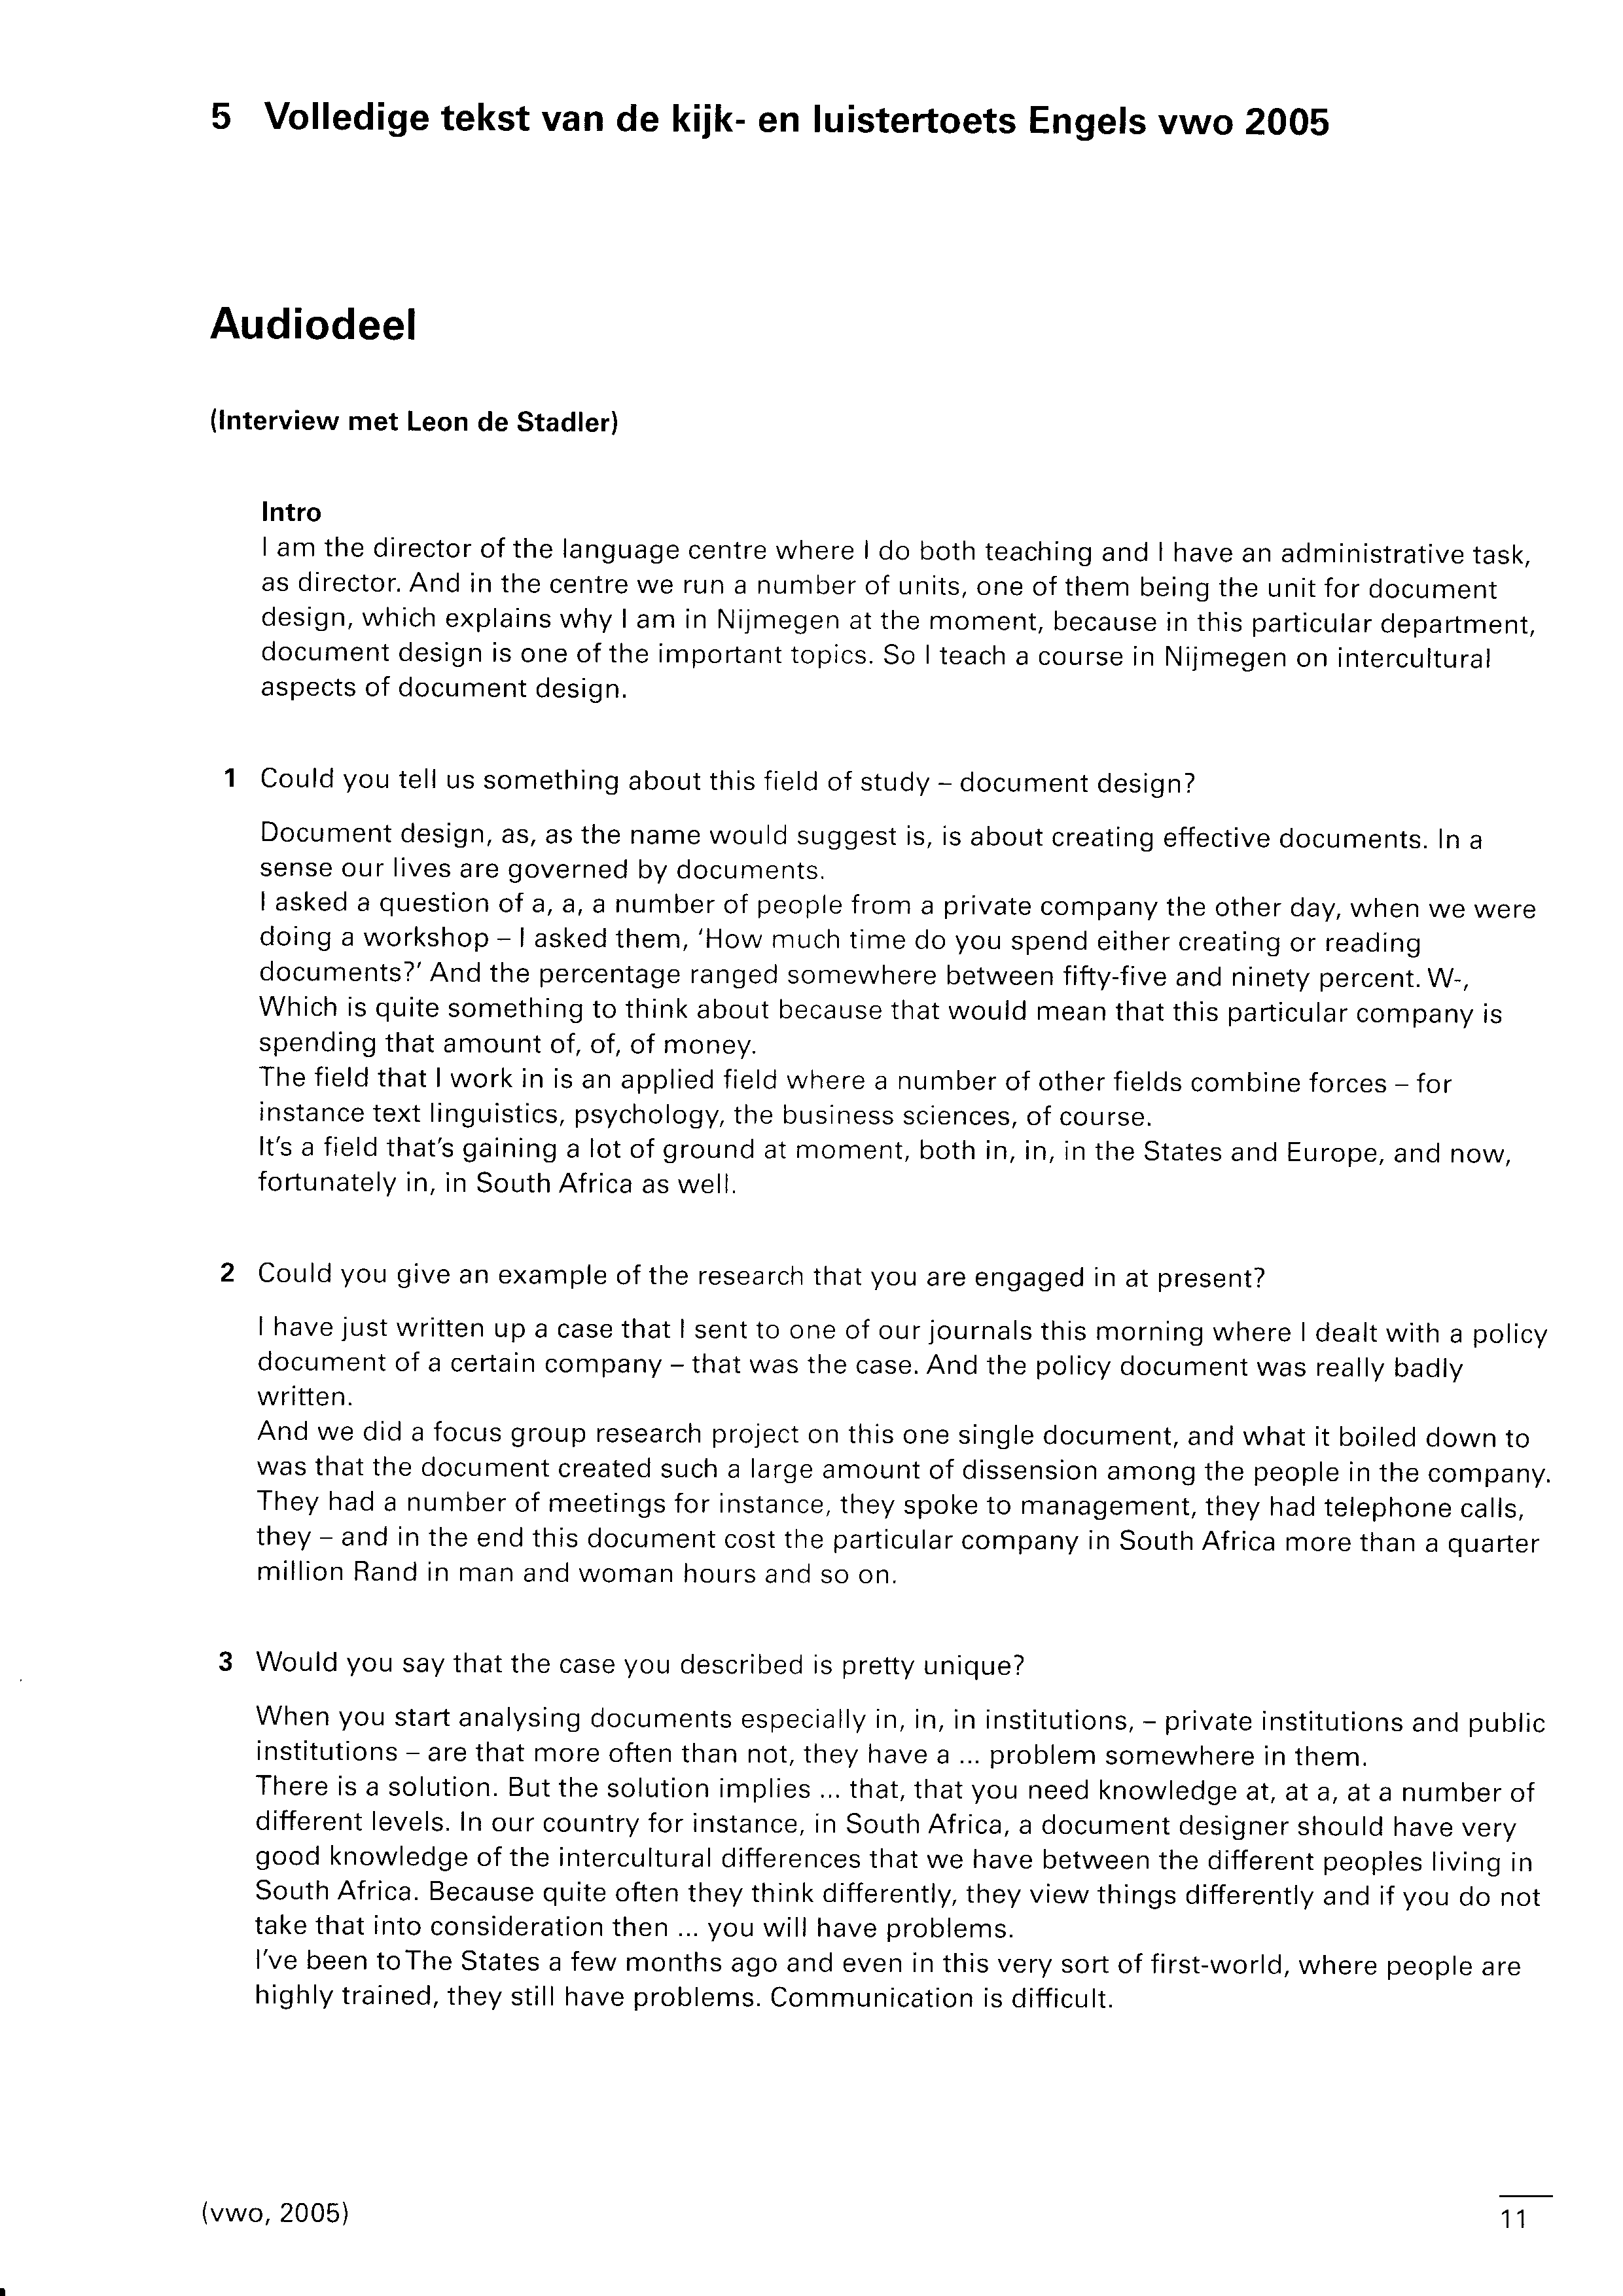 5 Volledige tekst van de kijk- en luistertoets Engels vwo 2005
Audiodeel
(Interview met Leon de Stadler)
Intro
I am the director of the language centre where I do both teaching and I have an administrative task,
as director. And in the centre we run a number of units, one of them being the unit for document
design, which explains why I am in Nijmegen at the moment, because in this particular department,
document design is one of the important topics. So I teach a course in Nijmegen on intercultural
aspects of document design.
1 Could you tell us something about this field of study – document design?
Document design, as, as the name would suggest is, is about creating effective documents. In a
sense our lives are governed by documents.
I asked a question of a, a, a number of people from a private company the other day, when we were
doing a workshop – I asked them, 'How much time do you spend either creating or reading
documents?' And the percentage ranged somewhere between fifty-five and ninety percent. W-,
Which is quite something to think about because that would mean that this particular company is
spending that amount of, of, of money.
The field that I work in is an applied field where a number of other fields combine forces – for
instance text linguistics, psychology, the business sciences, of course.
It's a field that's gaining a lot of ground at moment, both in, in, in the States and Europe, and now,
fortunately in, in South Africa as well.
2 Could you give an example of the research that you are engaged in at present?
I have just written up a case that I sent to one of our journals this morning where I dealt with a policy
document of a certain company – that was the case. And the policy document was really badly
written.
And we did a focus group research project on this one single document, and what it boiled down to
was that the document created such a large amount of dissension among the people in the company.
They had a number of meetings for instance, they spoke to management, they had telephone calls,
they – and in the end this document cost the particular company in South Africa more than a quarter
million Rand in man and woman hours and so on.
3 Would you say that the case you described is pretty unique?
When you start analysing documents especially in, in, in institutions, – private institutions and public
institutions – are that more often than not, they have a ... problem somewhere in them.
There is a solution. But the solution implies ... that, that you need knowledge at, at a, at a number of
different levels. In our country for instance, in South Africa, a document designer should have very
good knowledge of the intercultural differences that we have between the different peoples living in
South Africa. Because quite often they think differently, they view things differently and if you do not
take that into consideration then ... you will have problems.
I've been to The States a few months ago and even in this very sort of first-world, where people are
highly trained, they still have problems. Communication is difficult.
(vwo, 2005)
11